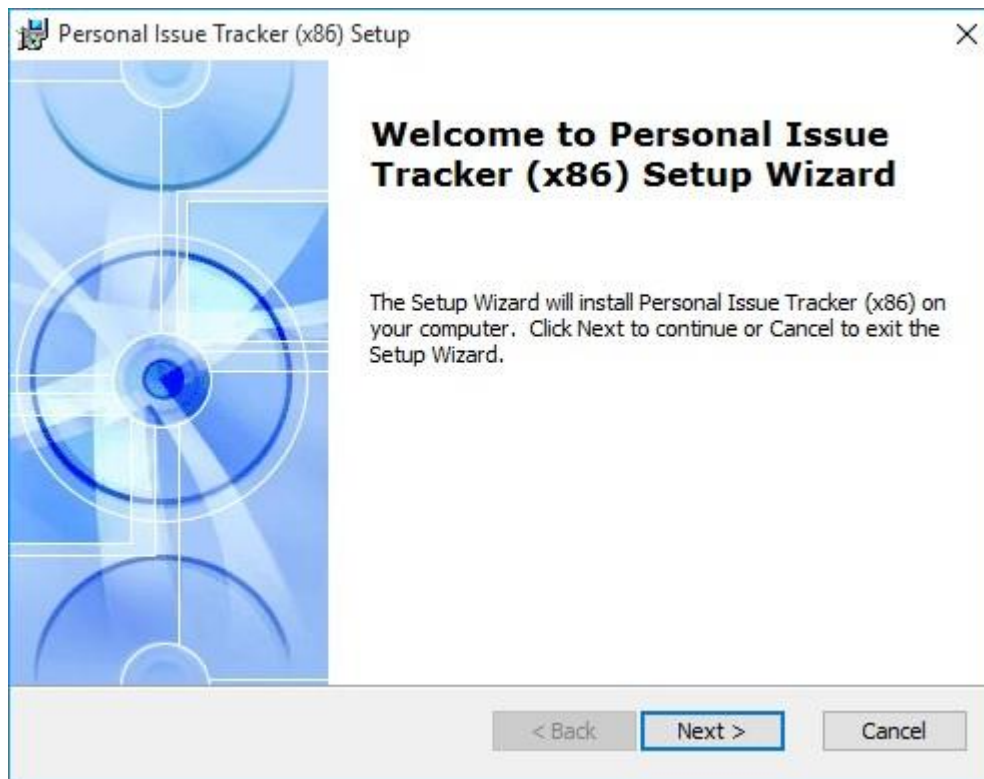 Personal Issue Tracker (x86) Setup
Welcome to Personal Issue
Tracker (x86) Setup Wizard
The Setup Wizard will install Personal Issue Tracker (x86) on
your computer.  Click Next to continue or Cancel to exit the
Setup Wizard.
< Back
Next >
Cancel